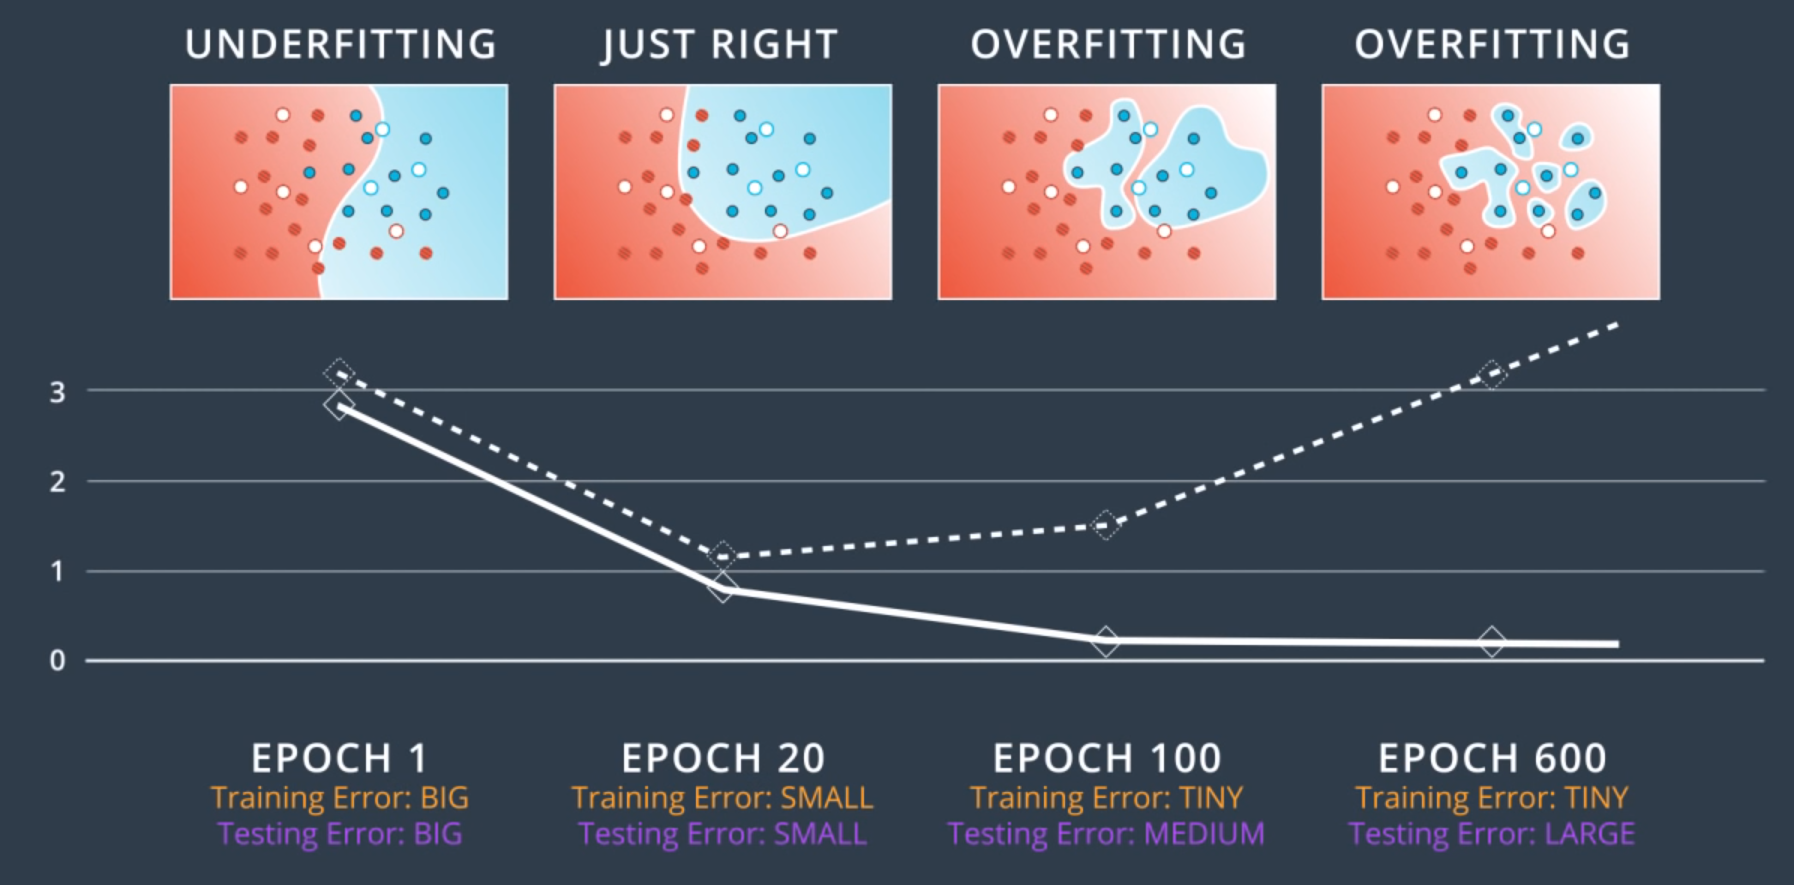 UNDERFITTING
JUST RIGHT
OVERFITTING
OVERFITTING
3
2
1
0
EPOCH 1
Training Error: BIG
Testing Error: BIG
EPOCH 20
Training Error: SMALL
Testing Error: SMALL
EPOCH 100
Training Error: TINY
Testing Error: MEDIUM
EPOCH 600
Training Error: TINY
Testing Error: LARGE